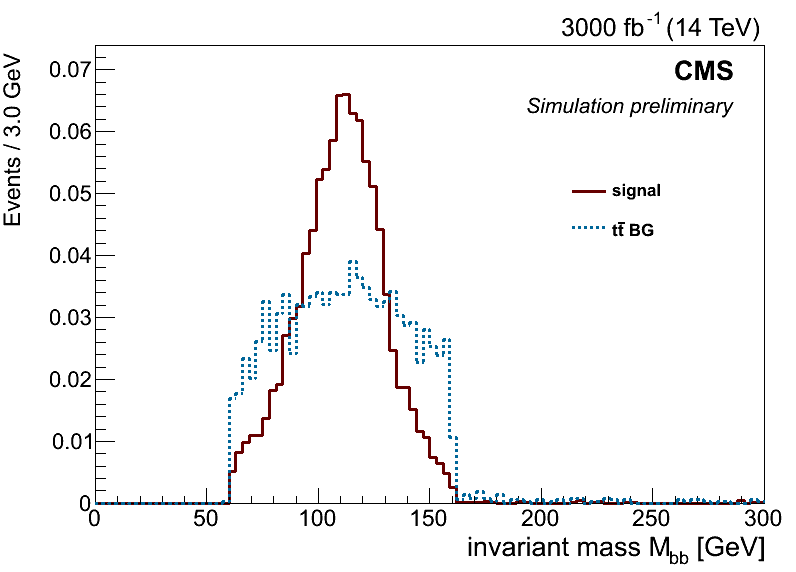 3000 fb⁻¹ (14 TeV)
CMS
Simulation preliminary
signal
tt̄ BG
Events / 3.0 GeV
0.07
0.06
0.05
0.04
0.03
0.02
0.01
0
0 50 100 150 200 250 300
invariant mass M_bb [GeV]